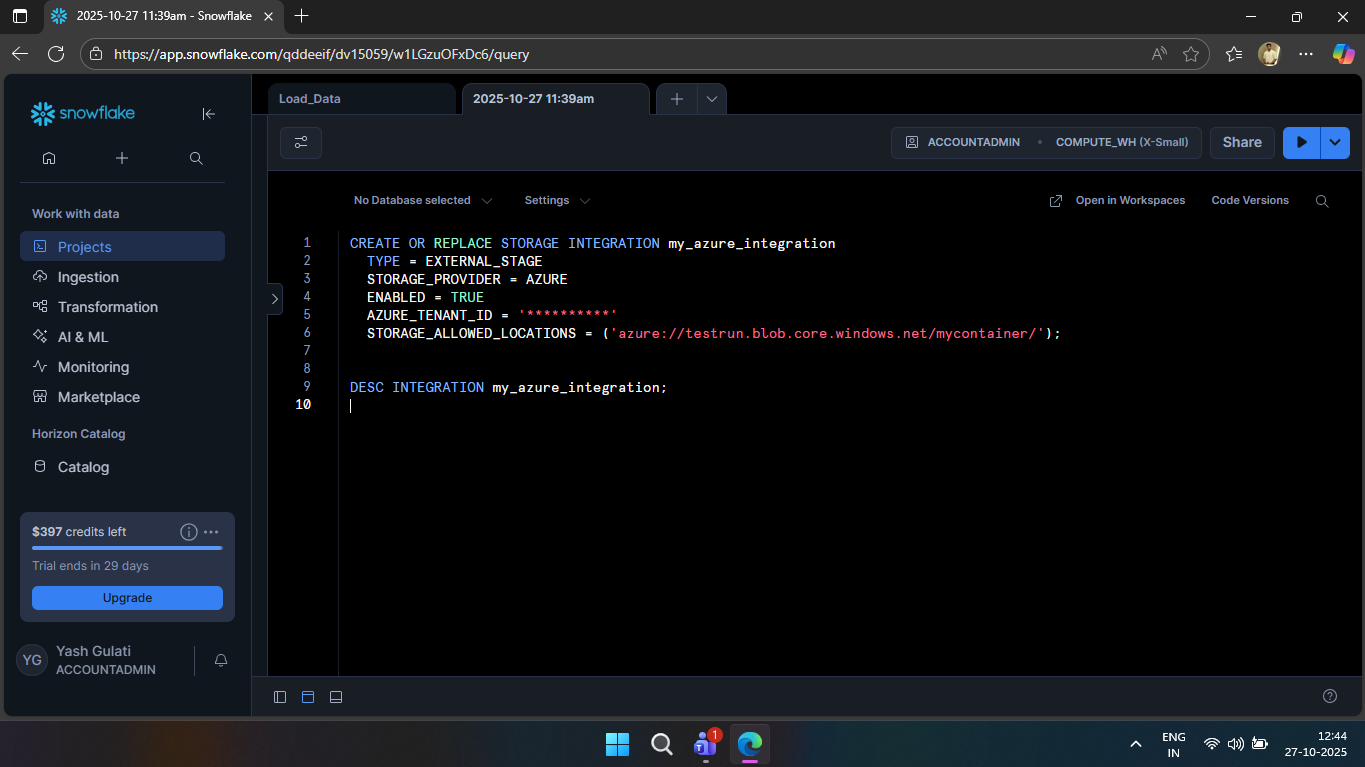 2025-10-27 11:39am - Snowflake
https://app.snowflake.com/qddeeif/dv15059/w1LGzuOFxDc6/query
snowflake
Work with data
Projects
Ingestion
Transformation
AI & ML
Monitoring
Marketplace
Horizon Catalog
Catalog
$397 credits left
Trial ends in 29 days
Upgrade
YG
Yash Gulati
ACCOUNTADMIN
Load_Data
2025-10-27 11:39am
ACCOUNTADMIN • COMPUTE_WH (X-Small)
Share
No Database selected
Settings
Open in Workspaces
Code Versions
1 CREATE OR REPLACE STORAGE INTEGRATION my_azure_integration
2 TYPE = EXTERNAL_STAGE
3 STORAGE_PROVIDER = AZURE
4 ENABLED = TRUE
5 AZURE_TENANT_ID = '**********'
6 STORAGE_ALLOWED_LOCATIONS = ('azure://testrun.blob.core.windows.net/mycontainer/');
7
8
9 DESC INTEGRATION my_azure_integration;
10
1
ENG
IN
12:44
27-10-2025